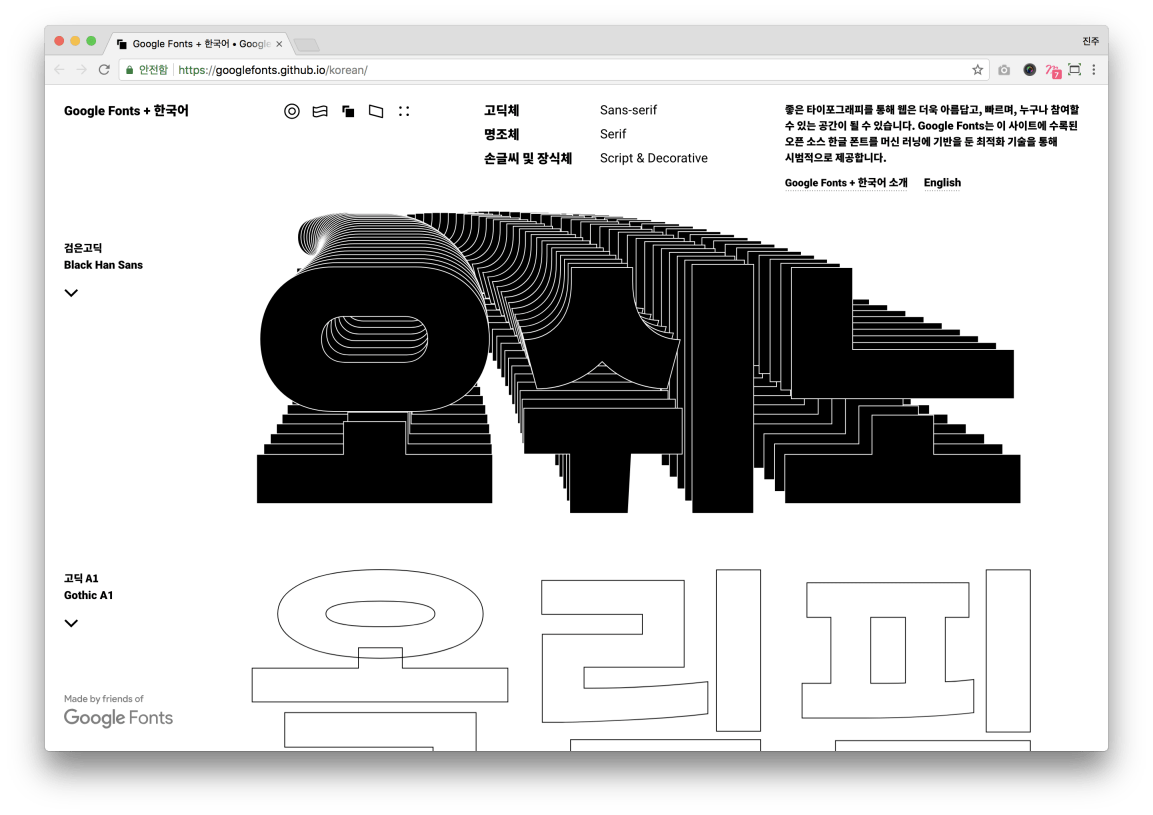 Google Fonts + 한국어 • Google
진주
안전함 https://googlefonts.github.io/korean/
7
Google Fonts + 한국어
고딕체 Sans-serif
명조체 Serif
손글씨 및 장식체 Script & Decorative
좋은 타이포그래피를 통해 웹은 더욱 아름답고, 빠르며, 누구나 참여할
수 있는 공간이 될 수 있습니다. Google Fonts는 이 사이트에 수록된
오픈 소스 한글 폰트를 머신 러닝에 기반을 둔 최적화 기술을 통해
시범적으로 제공합니다.
Google Fonts + 한국어 소개 English
검은고딕
Black Han Sans
오쉬노
고딕 A1
Gothic A1
Made by friends of
Google Fonts